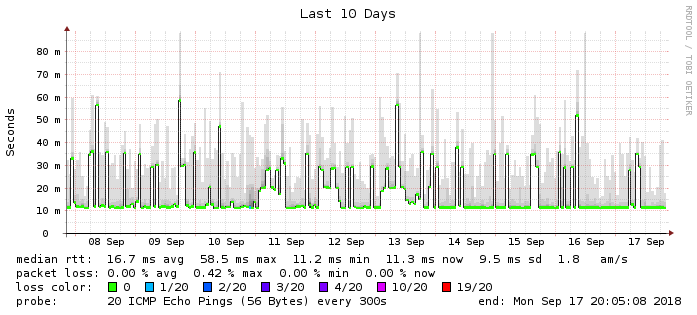 Last 10 Days
RRDTOOL / TOBI OETIKER
Seconds
80 m
70 m
60 m
50 m
40 m
30 m
20 m
10 m
0
08 Sep 09 Sep 10 Sep 11 Sep 12 Sep 13 Sep 14 Sep 15 Sep 16 Sep 17 Sep
median rtt: 16.7 ms avg 58.5 ms max 11.2 ms min 11.3 ms now 9.5 ms sd 1.8 am/s
packet loss: 0.00 % avg 0.42 % max 0.00 % min 0.00 % now
loss color: 0 1/20 2/20 3/20 4/20 10/20 19/20
probe: 20 ICMP Echo Pings (56 Bytes) every 300s end: Mon Sep 17 20:05:08 2018